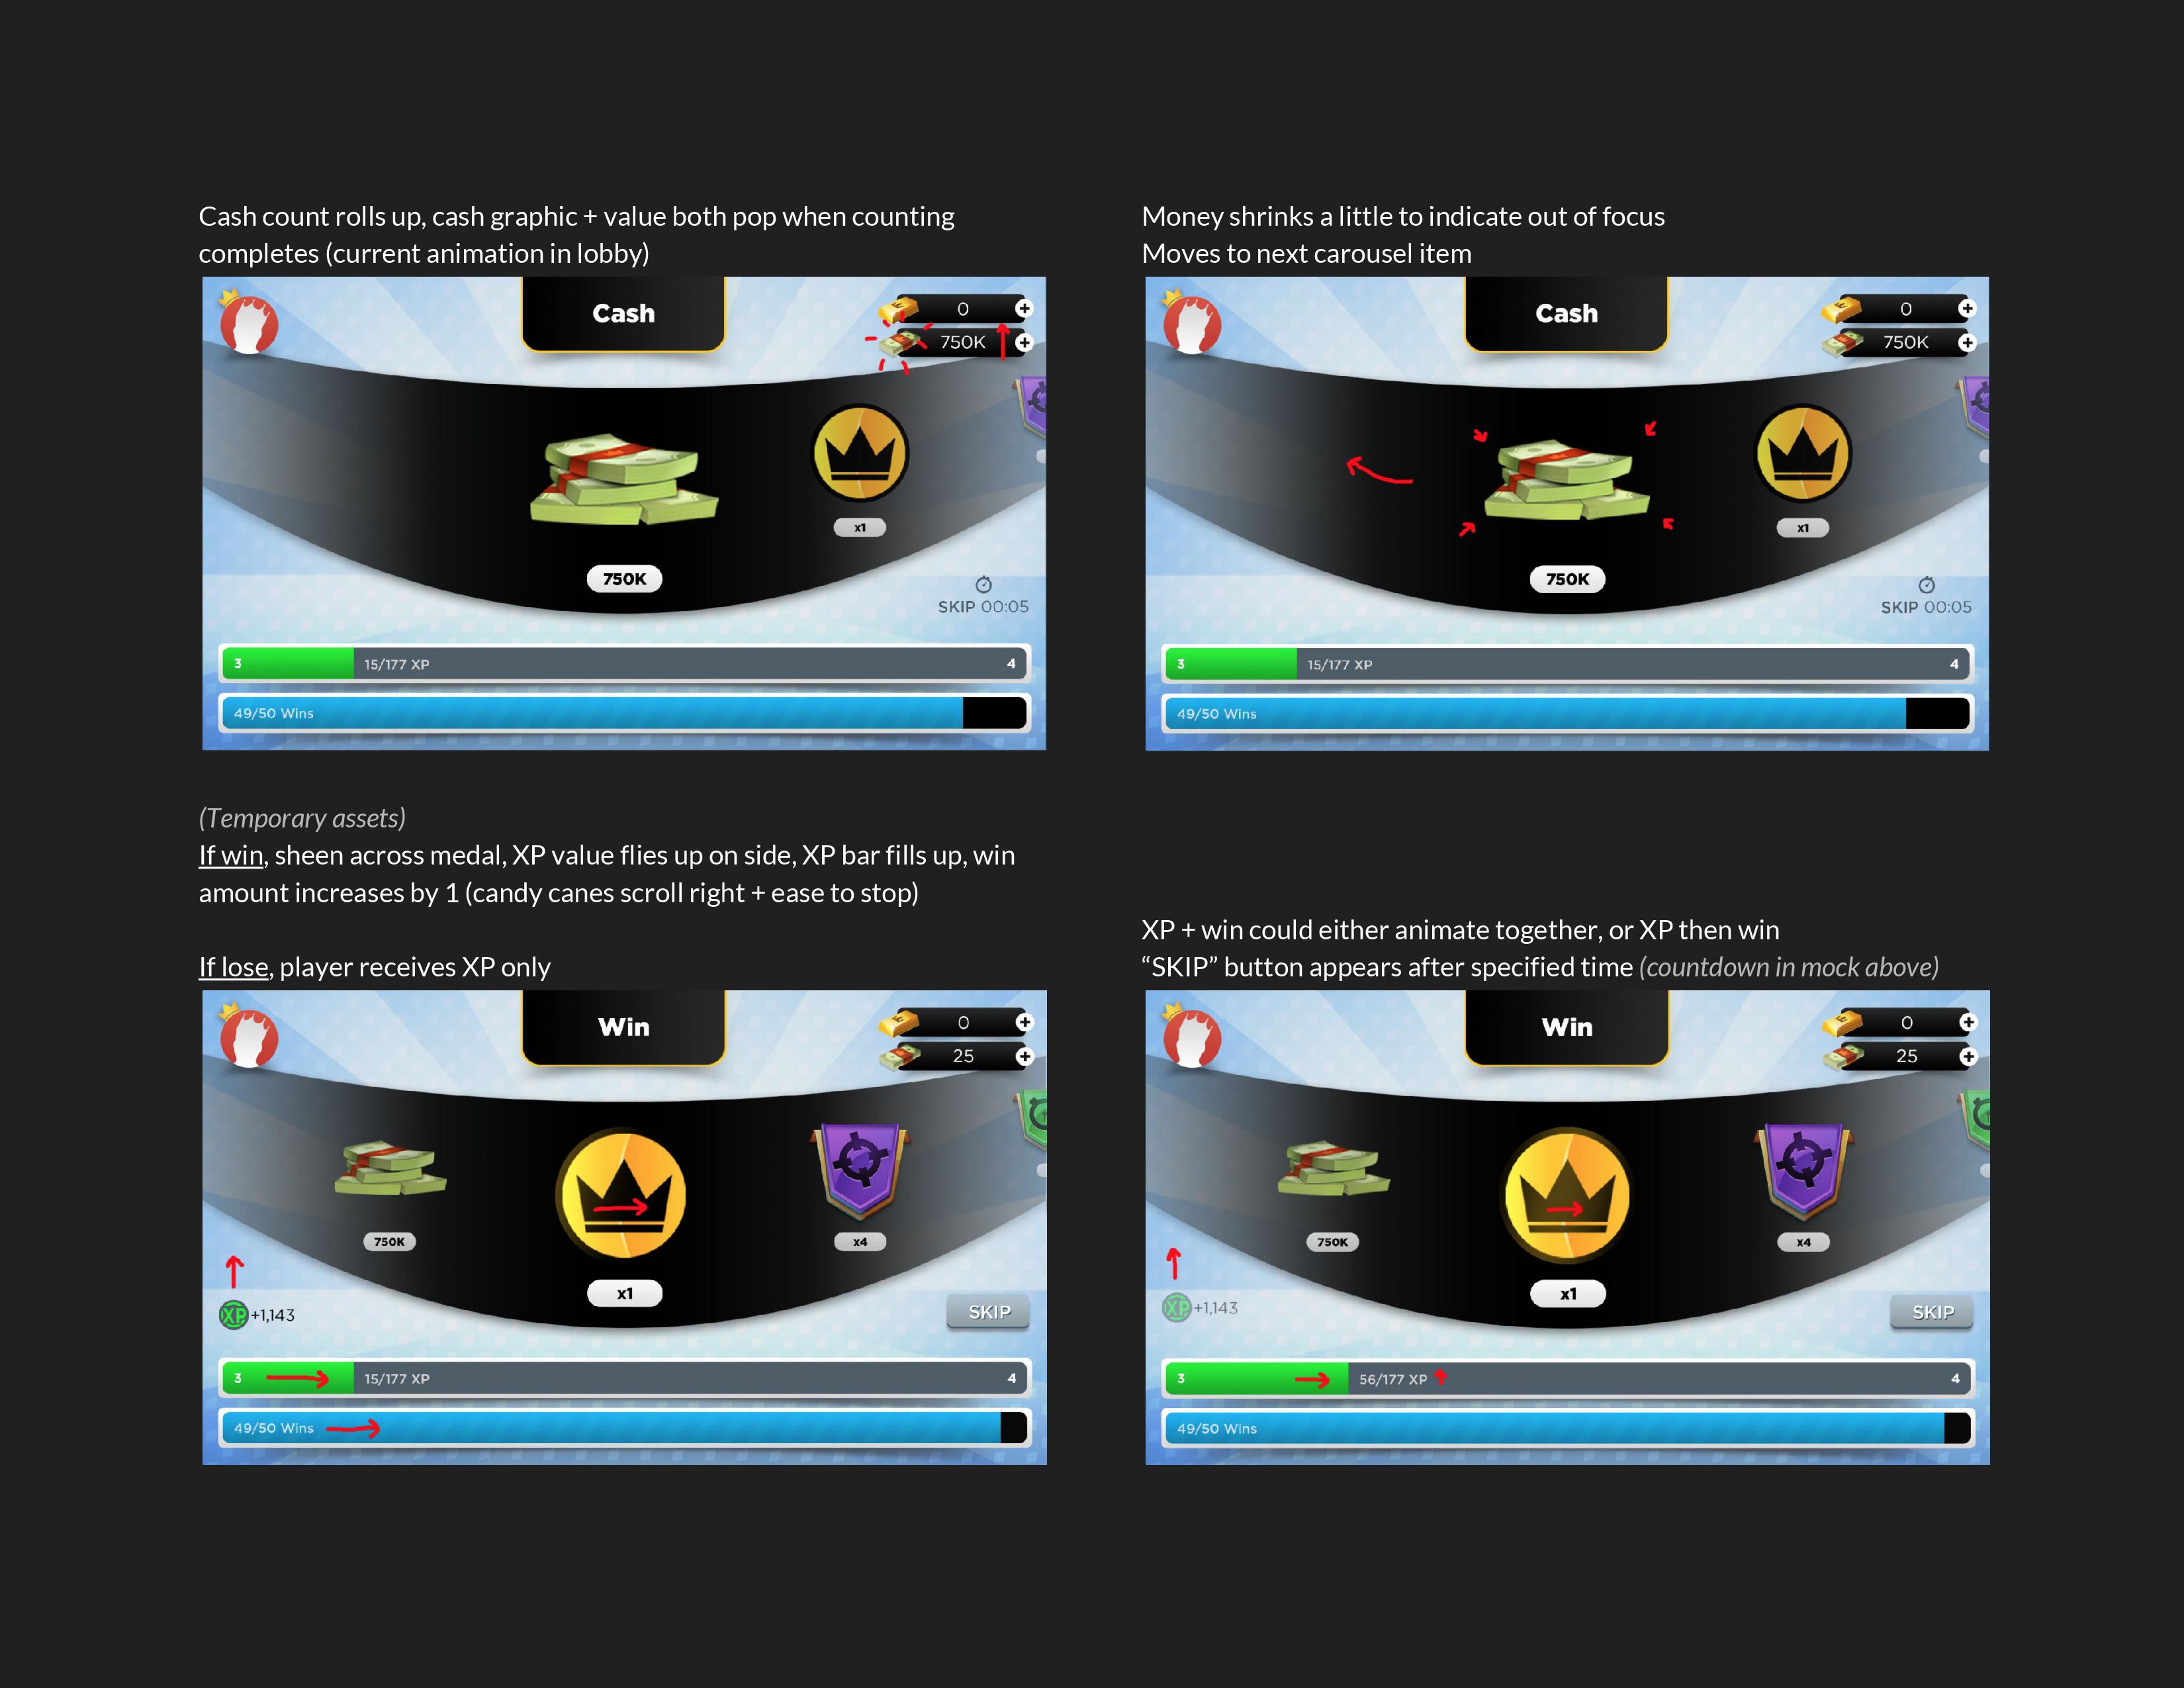 Cash count rolls up, cash graphic + value both pop when counting
completes (current animation in lobby)
Cash
0
750K
x1
750K
SKIP 00:05
3
15/177 XP
4
49/50 Wins
Money shrinks a little to indicate out of focus
Moves to next carousel item
Cash
0
750K
x1
750K
SKIP 00:05
3
15/177 XP
4
49/50 Wins
(Temporary assets)
If win, sheen across medal, XP value flies up on side, XP bar fills up, win
amount increases by 1 (candy canes scroll right + ease to stop)
If lose, player receives XP only
Win
0
25
750K
x4
x1
XP +1,143
SKIP
3
15/177 XP
4
49/50 Wins
XP + win could either animate together, or XP then win
“SKIP” button appears after specified time (countdown in mock above)
Win
0
25
750K
x4
x1
XP +1,143
SKIP
3
56/177 XP
4
49/50 Wins